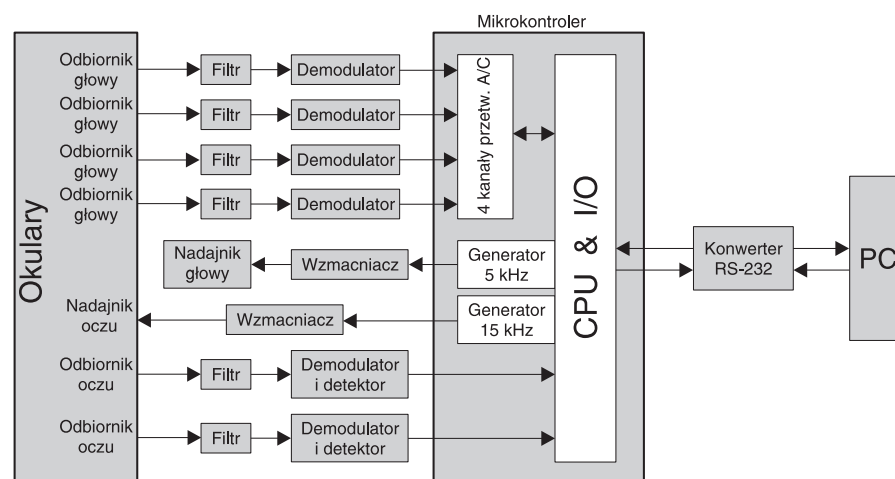 Mikrokontroler
Okulary
Odbiornik
głowy
Filtr
Demodulator
Odbiornik
głowy
Filtr
Demodulator
Odbiornik
głowy
Filtr
Demodulator
Odbiornik
głowy
Filtr
Demodulator
4 kanały przetw. A/C
CPU & I/O
Nadajnik
głowy
Wzmacniacz
Generator
5 kHz
Konwerter
RS-232
PC
Nadajnik
oczu
Wzmacniacz
Generator
15 kHz
Odbiornik
oczu
Filtr
Demodulator
i detektor
Odbiornik
oczu
Filtr
Demodulator
i detektor